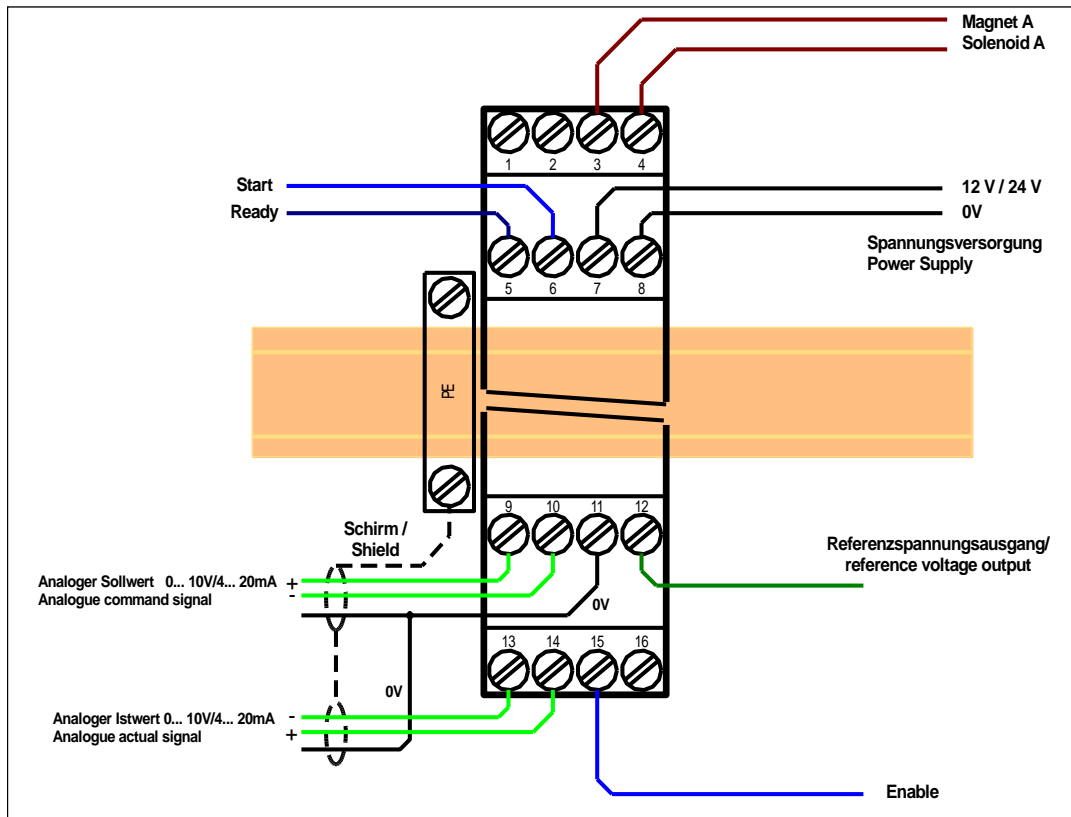 Magnet A
Solenoid A
1 2 3 4
Start
Ready
12 V / 24 V
0V
Spannungsversorgung
Power Supply
5 6 7 8
PE
9 10 11 12
Schirm /
Shield
Referenzspannungsausgang/
reference voltage output
Analoger Sollwert 0... 10V/4... 20mA +
Analogue command signal -
0V
13 14 15 16
0V
Analoger Istwert 0... 10V/4... 20mA -
Analogue actual signal +
Enable